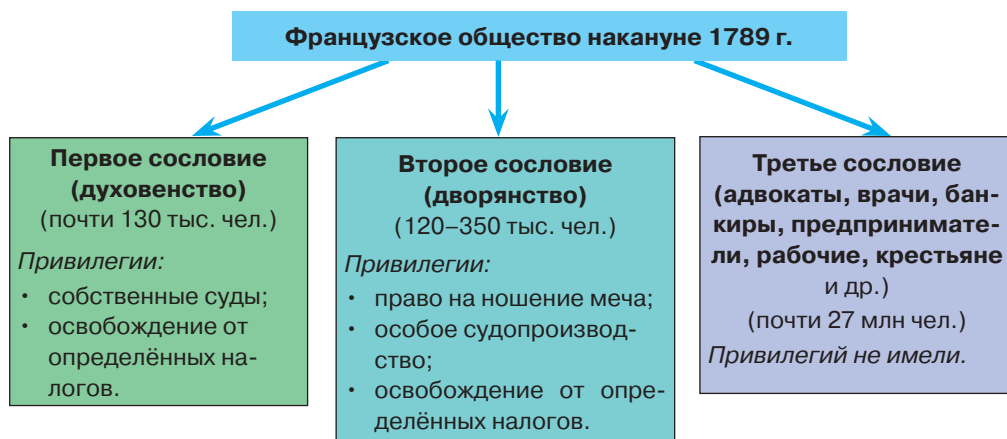 Французское общество накануне 1789 г.
Первое сословие
(духовенство)
(почти 130 тыс. чел.)
Привилегии:
• собственные суды;
• освобождение от
определённых на-
логов.
Второе сословие
(дворянство)
(120–350 тыс. чел.)
Привилегии:
• право на ношение меча;
• особое судопроизвод-
ство;
• освобождение от опре-
делённых налогов.
Третье сословие
(адвокаты, врачи, бан-
киры, предпринимате-
ли, рабочие, крестьяне
и др.)
(почти 27 млн чел.)
Привилегий не имели.